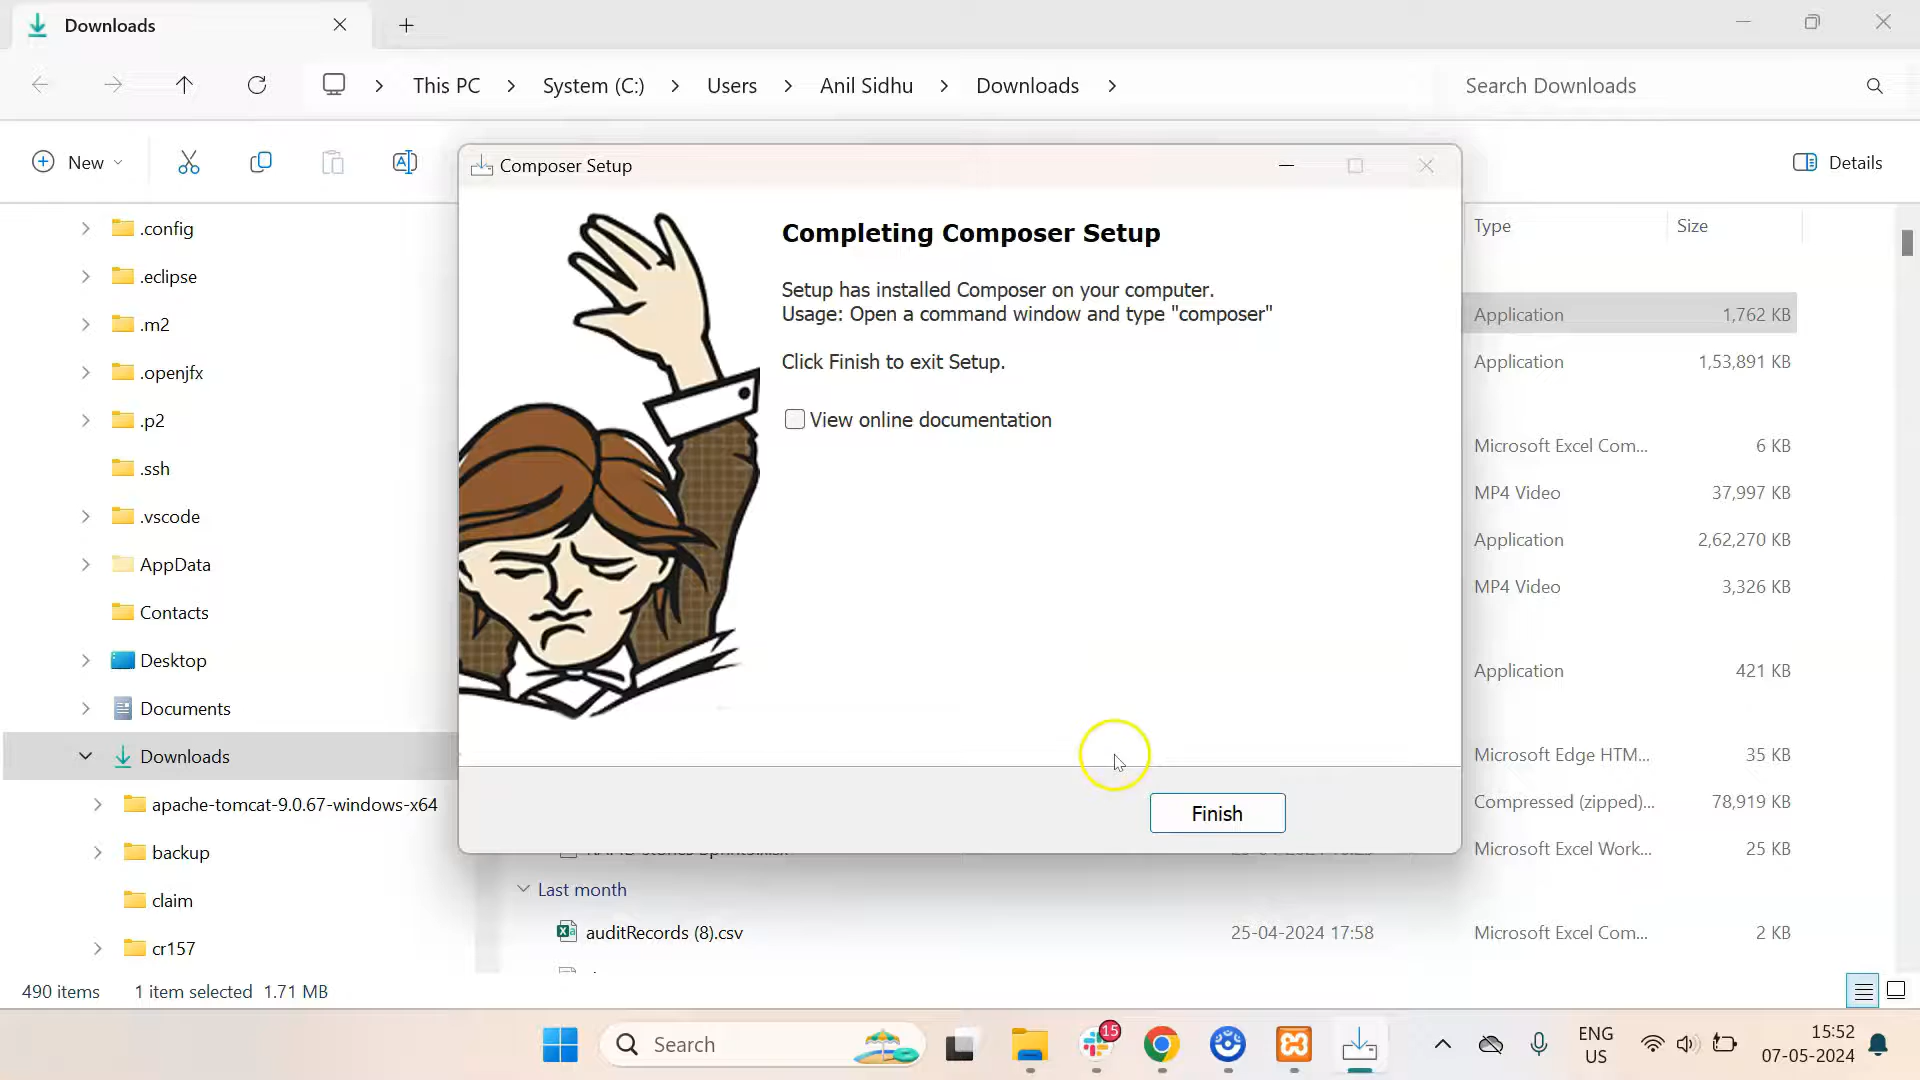 Downloads
This PC > System (C:) > Users > Anil Sidhu > Downloads >
Search Downloads
New
Details
.config
.eclipse
.m2
.openjfx
.p2
.ssh
.vscode
AppData
Contacts
Desktop
Documents
Downloads
apache-tomcat-9.0.67-windows-x64
backup
claim
cr157
Composer Setup
Completing Composer Setup
Setup has installed Composer on your computer.
Usage: Open a command window and type "composer"
Click Finish to exit Setup.
View online documentation
Finish
Type Size
Application 1,762 KB
Application 1,53,891 KB
Microsoft Excel Com... 6 KB
MP4 Video 37,997 KB
Application 2,62,270 KB
MP4 Video 3,326 KB
Application 421 KB
Microsoft Edge HTM... 35 KB
Compressed (zipped)... 78,919 KB
Microsoft Excel Work... 25 KB
Last month
auditRecords (8).csv 25-04-2024 17:58 Microsoft Excel Com... 2 KB
490 items 1 item selected 1.71 MB
Search
15
ENG
US
15:52
07-05-2024